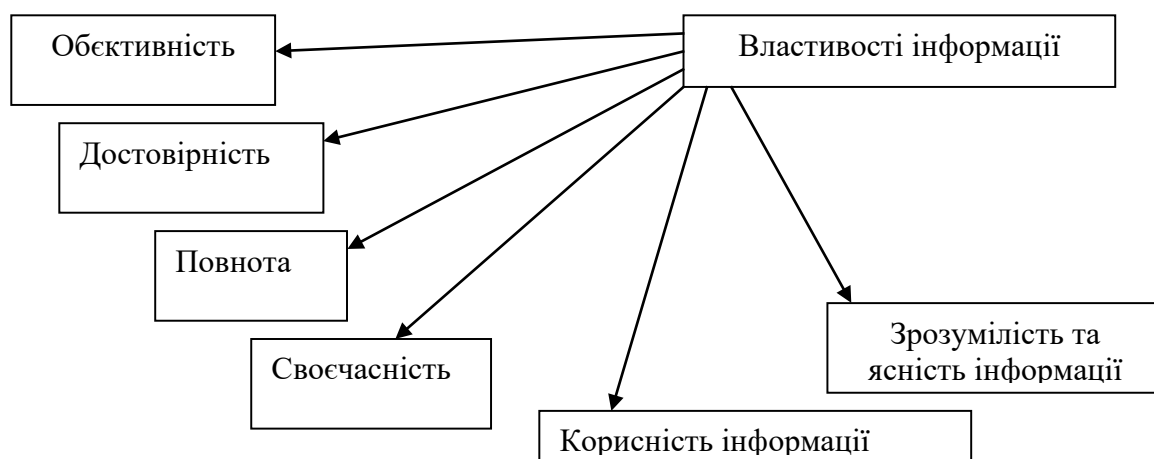 Обєктивність
Властивості інформації
Достовірність
Повнота
Своєчасність
Зрозумілість та
ясність інформації
Корисність інформації